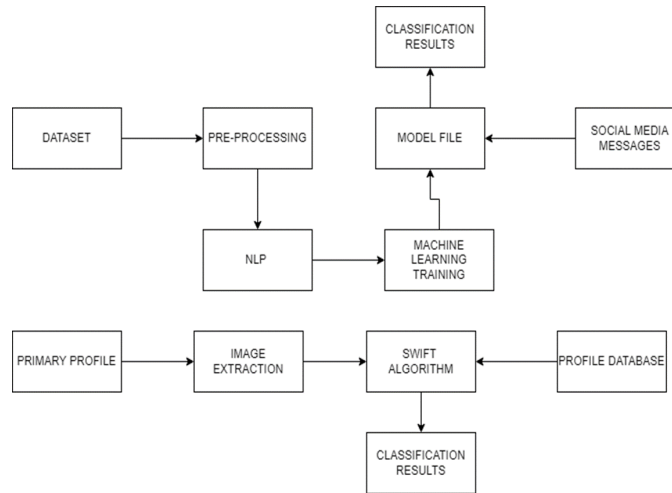 CLASSIFICATION
RESULTS
DATASET
PRE-PROCESSING
MODEL FILE
SOCIAL MEDIA
MESSAGES
NLP
MACHINE
LEARNING
TRAINING
PRIMARY PROFILE
IMAGE
EXTRACTION
SWIFT
ALGORITHM
PROFILE DATABASE
CLASSIFICATION
RESULTS